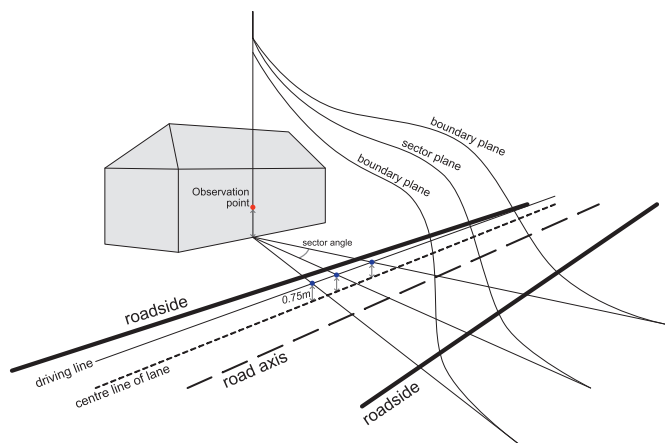 boundary plane
sector plane
boundary plane
Observation
point
sector angle
0.75m
roadside
driving line
centre line of lane
road axis
roadside